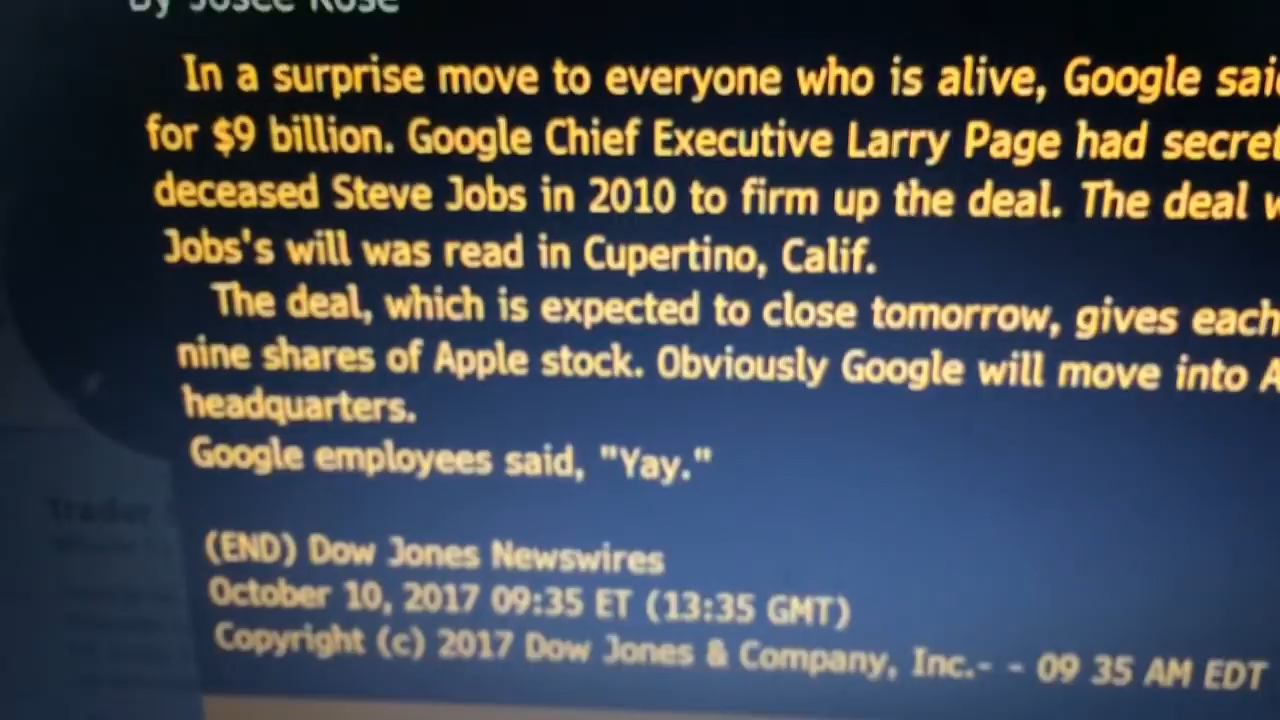 By Josee Rose
In a surprise move to everyone who is alive, Google
for $9 billion. Google Chief Executive Larry Page had
deceased Steve Jobs in 2010 to firm up the deal. The deal
Jobs's will was read in Cupertino, Calif.
The deal, which is expected to close tomorrow, gives each
nine shares of Apple stock. Obviously Google will move into
headquarters.
Google employees said, "Yay."
(END) Dow Jones Newswires
October 10, 2017 09:35 ET (13:35 GMT)
Copyright (c) 2017 Dow Jones & Company, Inc.- - 09 35 AM EDT